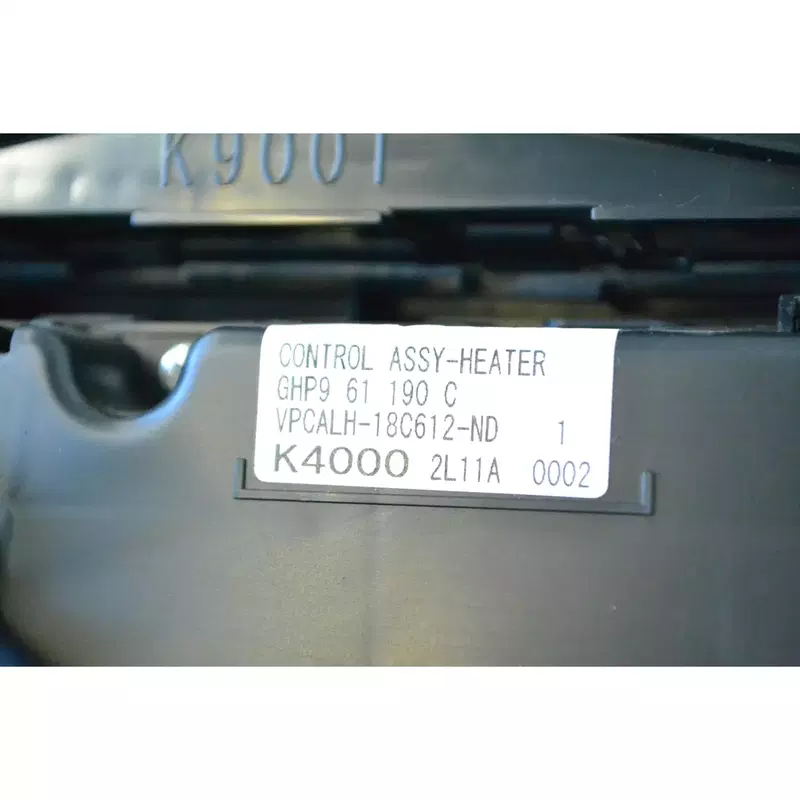 K9001
CONTROL ASSY-HEATER
GHP9 61 190 C
VPCALH-18C612-ND 1
K4000 2L11A 0002